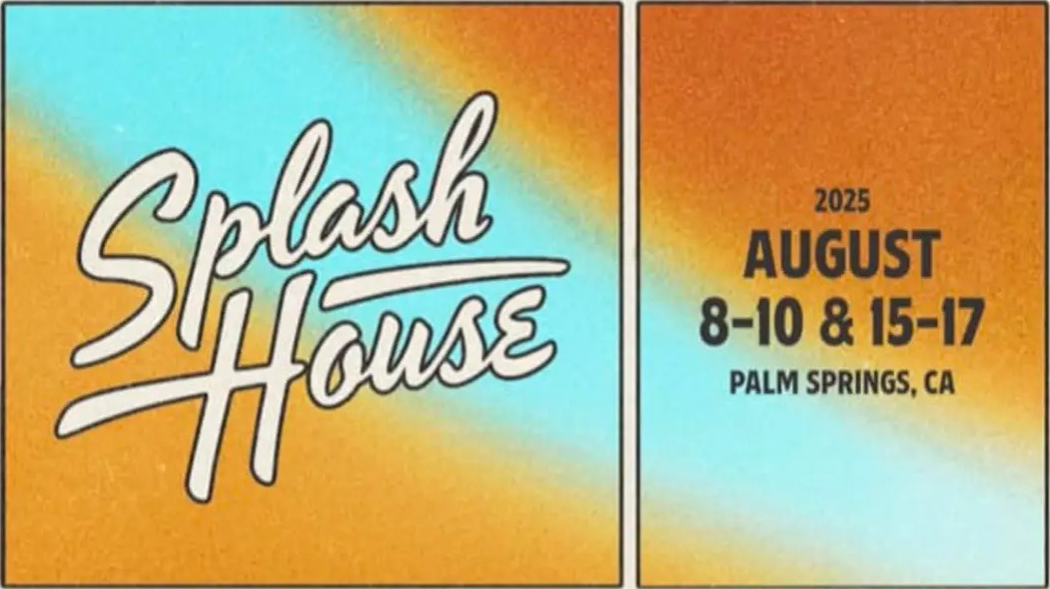 Splash
House
2025
AUGUST
8-10 & 15-17
PALM SPRINGS, CA